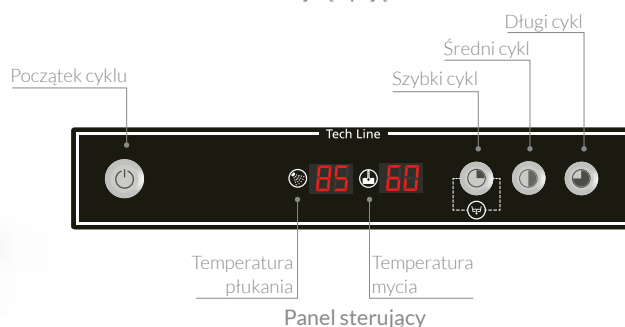 Długi cykl
Średni cykl
Początek cyklu
Szybki cykl
Tech Line
85 60
Temperatura
płukania
Temperatura
mycia
Panel sterujący